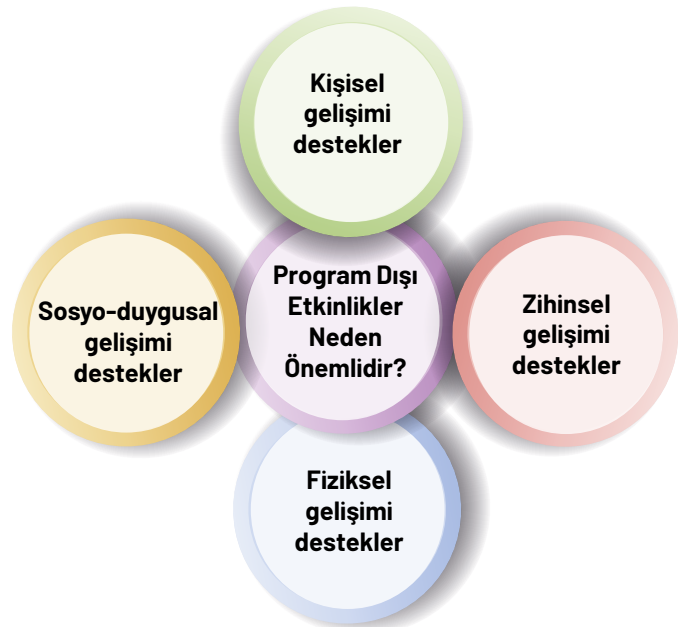 Kişisel
gelişimi
destekler
Sosyo-duygusal
gelişimi
destekler
Program Dışı
Etkinlikler
Neden
Önemlidir?
Zihinsel
gelişimi
destekler
Fiziksel
gelişimi
destekler